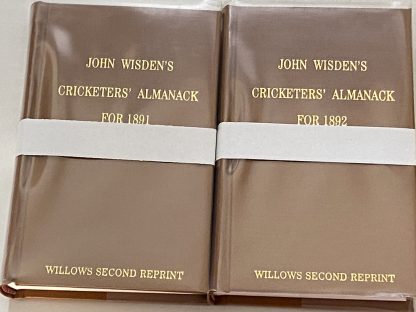 JOHN WISDEN'S
CRICKETERS' ALMANACK
FOR 1891
WILLOWS SECOND REPRINT
JOHN WISDEN'S
CRICKETERS' ALMANACK
FOR 1892
WILLOWS SECOND REPRINT